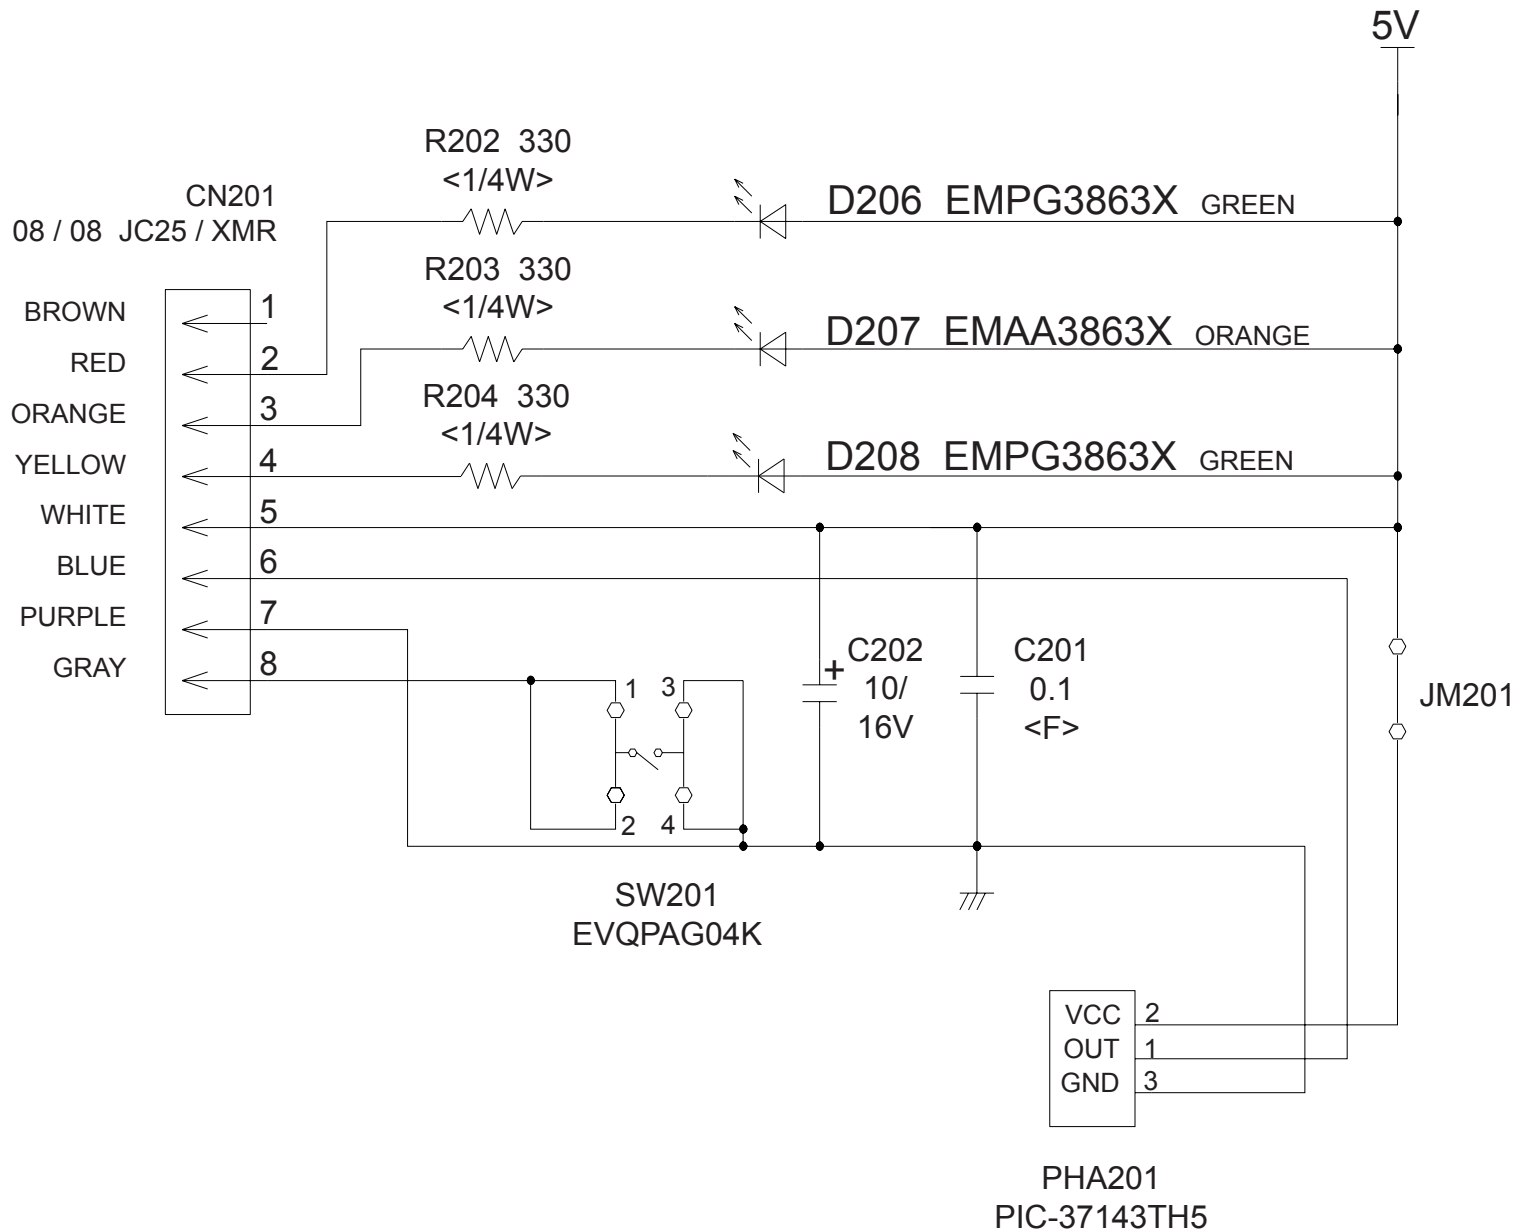 5V
R202 330
<1/4W>
CN201
08 / 08 JC25 / XMR
D206 EMPG3863X GREEN
R203 330
<1/4W>
D207 EMAA3863X ORANGE
BROWN 1
RED 2
ORANGE 3
R204 330
<1/4W>
D208 EMPG3863X GREEN
YELLOW 4
WHITE 5
BLUE 6
PURPLE 7
GRAY 8
1 3
2 4
+ C202
10/
16V
C201
0.1
<F>
JM201
SW201
EVQPAG04K
VCC 2
OUT 1
GND 3
PHA201
PIC-37143TH5